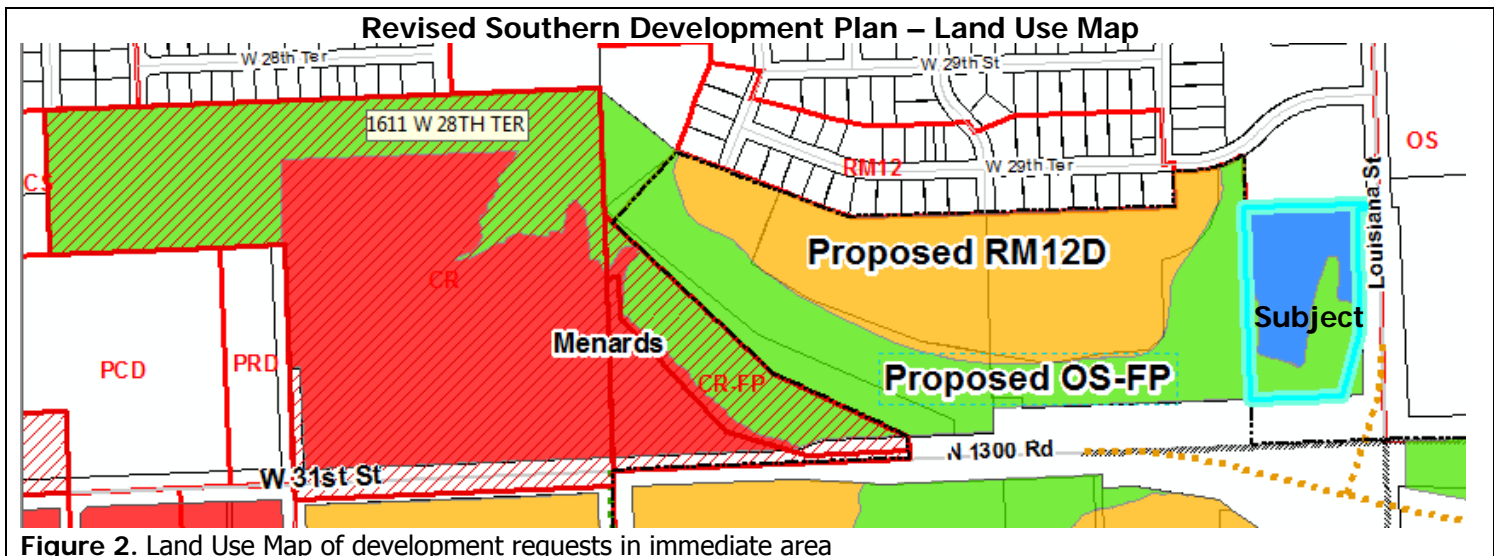 Revised Southern Development Plan – Land Use Map
W 28th Ter
W 29th St
1611 W 28TH TER
OS
RM12
W 29th Ter
CS
Louisiana St
Proposed RM12D
CR
Subject
Menards
PCD
PRD
CR-FP
Proposed OS-FP
N 1300 Rd
W 31st St
Figure 2. Land Use Map of development requests in immediate area